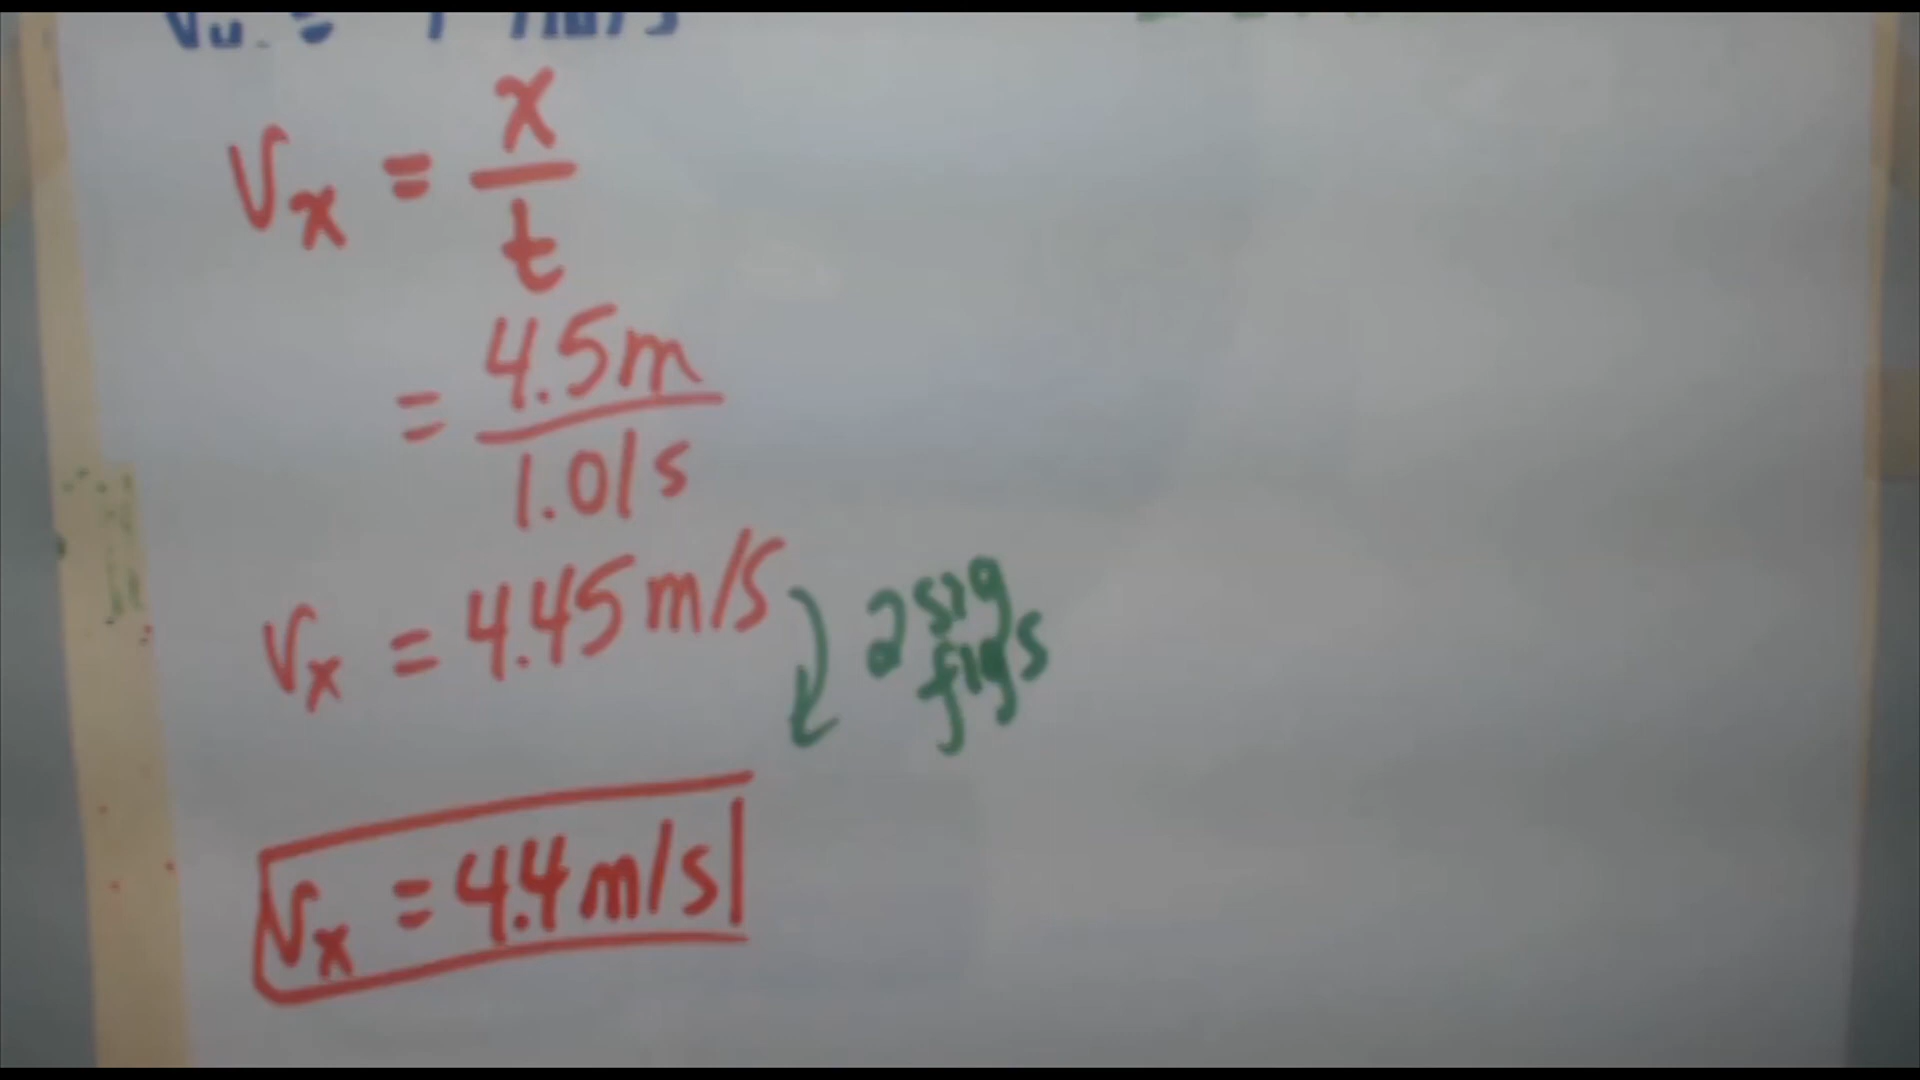 Vx = x/t
= 4.5m/1.01s
Vx = 4.45 m/s
2 sig figs
Vx = 4.4 m/s